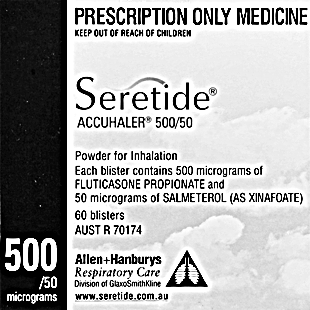 PRESCRIPTION ONLY MEDICINE
KEEP OUT OF REACH OF CHILDREN
Seretide®
ACCUHALER® 500/50
Powder for Inhalation
Each blister contains 500 micrograms of
FLUTICASONE PROPIONATE and
50 micrograms of SALMETEROL (AS XINAFOATE)
60 blisters
AUST R 70174
500
/50
micrograms
Allen+Hanburys
Respiratory Care
Division of GlaxoSmithKline
www.seretide.com.au